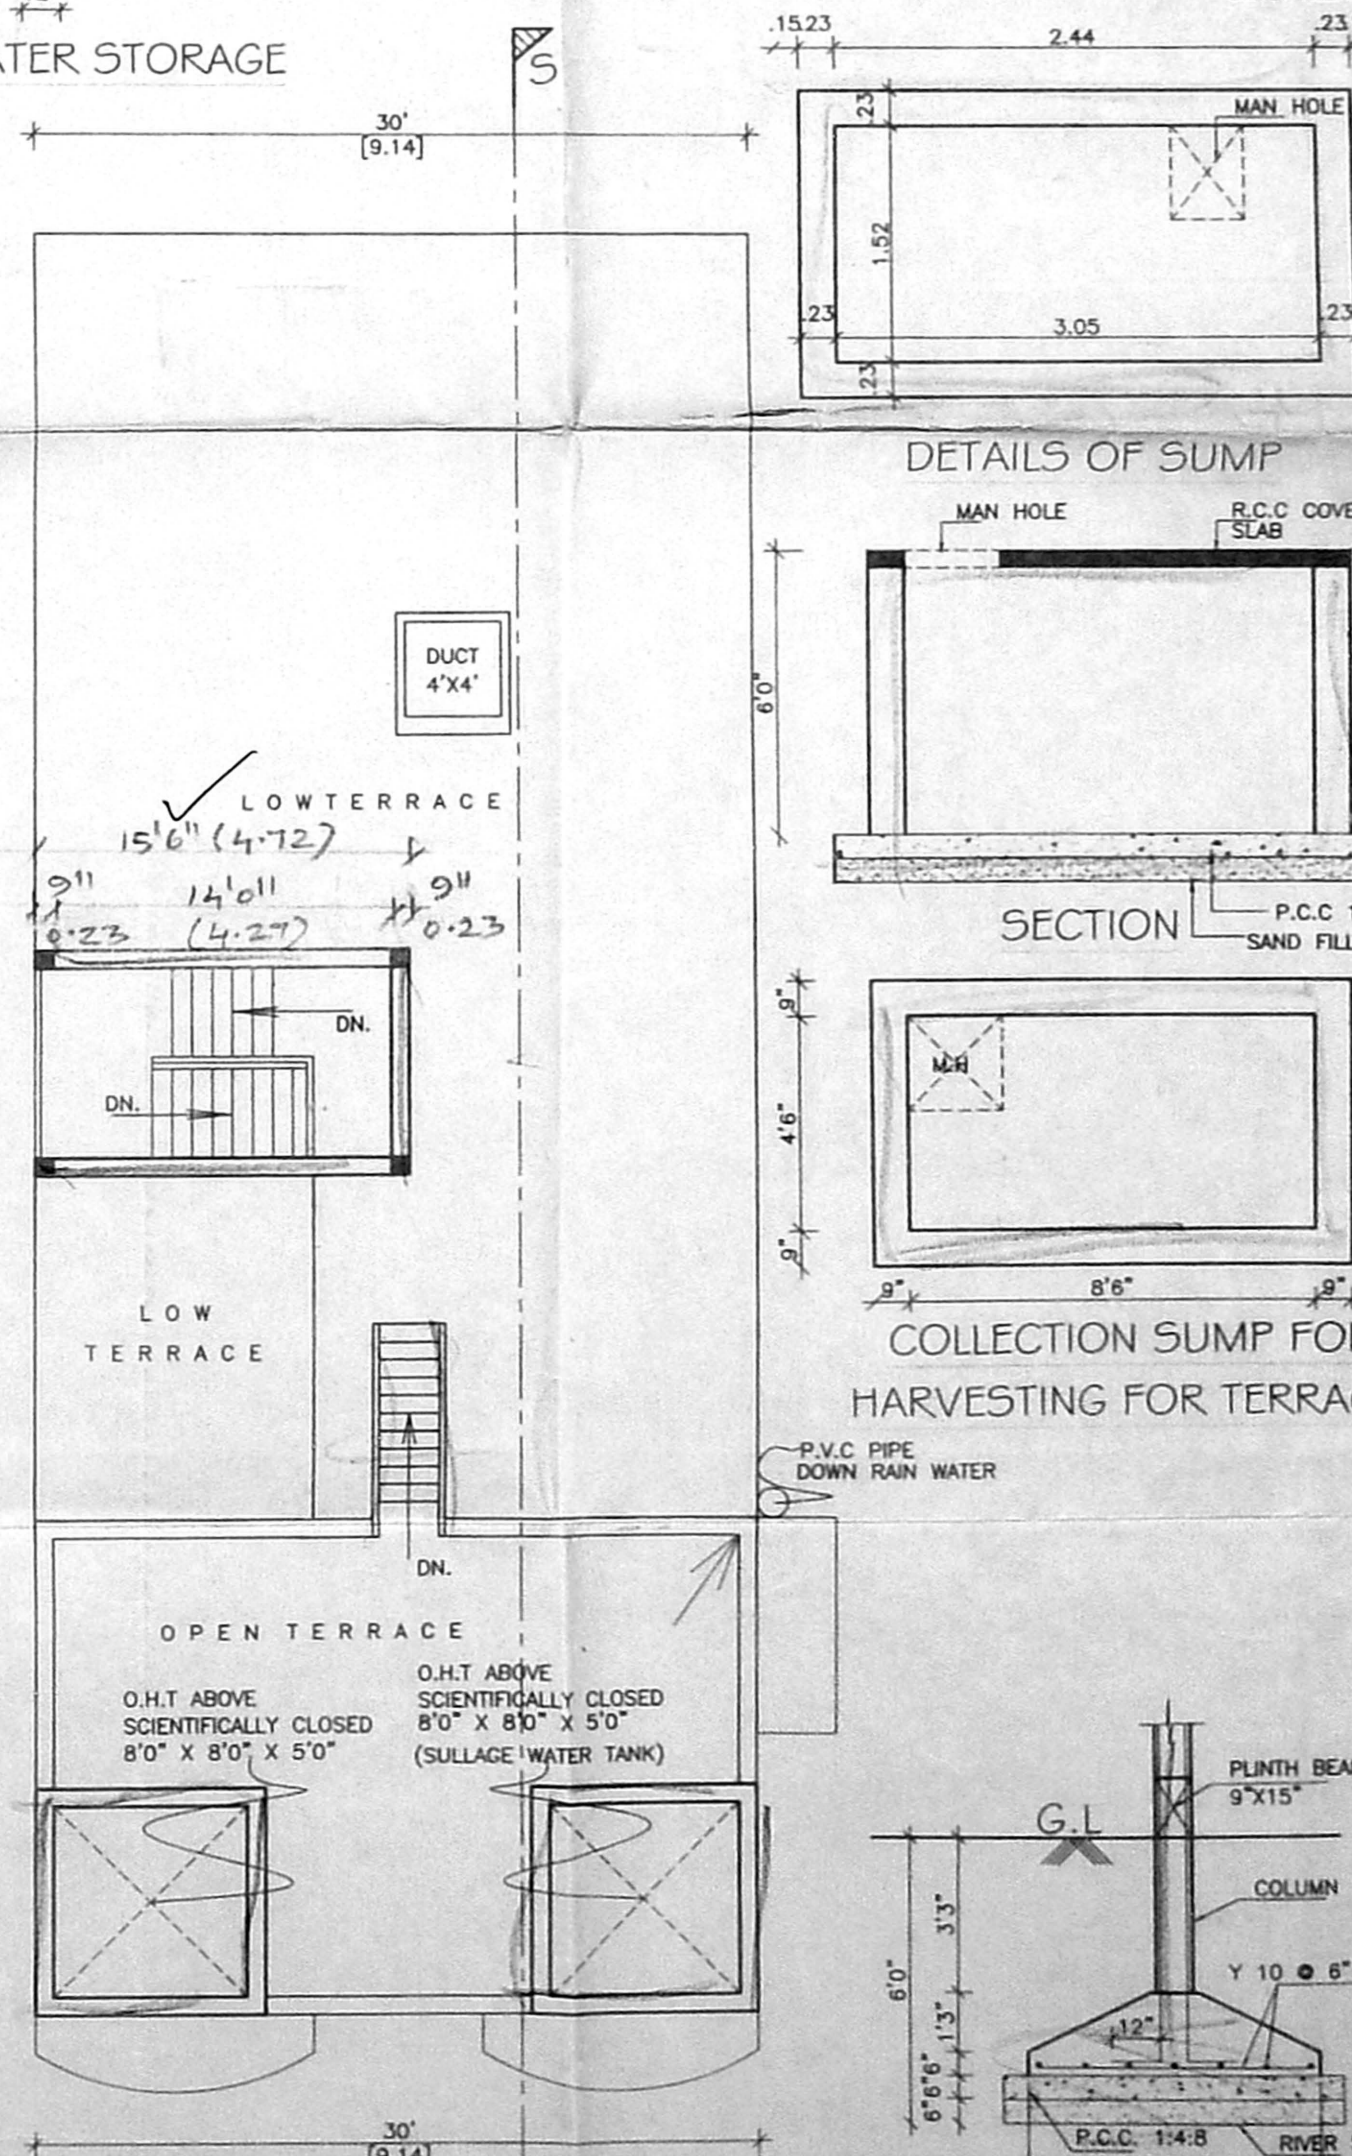 ATER STORAGE
S
30'
[9.14]
.15
.23
2.44
.23
MAN HOLE
.23
1.52
.23
3.05
.23
.23
DETAILS OF SUMP
MAN HOLE
R.C.C COVE
SLAB
6'0"
P.C.C 1
SAND FILL
SECTION
DUCT
4'X4'
LOWTERRACE
15'6" (4.72)
9"
14'0"
9"
0.23
(4.27)
0.23
DN.
DN.
LOW
TERRACE
9"
4'6"
9"
M.H
9"
8'6"
9"
COLLECTION SUMP FO
HARVESTING FOR TERRA
P.V.C PIPE
DOWN RAIN WATER
DN.
OPEN TERRACE
O.H.T ABOVE
SCIENTIFICALLY CLOSED
8'0" X 8'0" X 5'0"
O.H.T ABOVE
SCIENTIFICALLY CLOSED
8'0" X 8'0" X 5'0"
(SULLAGE WATER TANK)
30'
[9.14]
PLINTH BEA
9"X15"
G.L
COLUMN
3'3"
6'0"
Y 10 @ 6"
1'3"
12"
6"
6"
6"
P.C.C. 1:4:8
RIVER